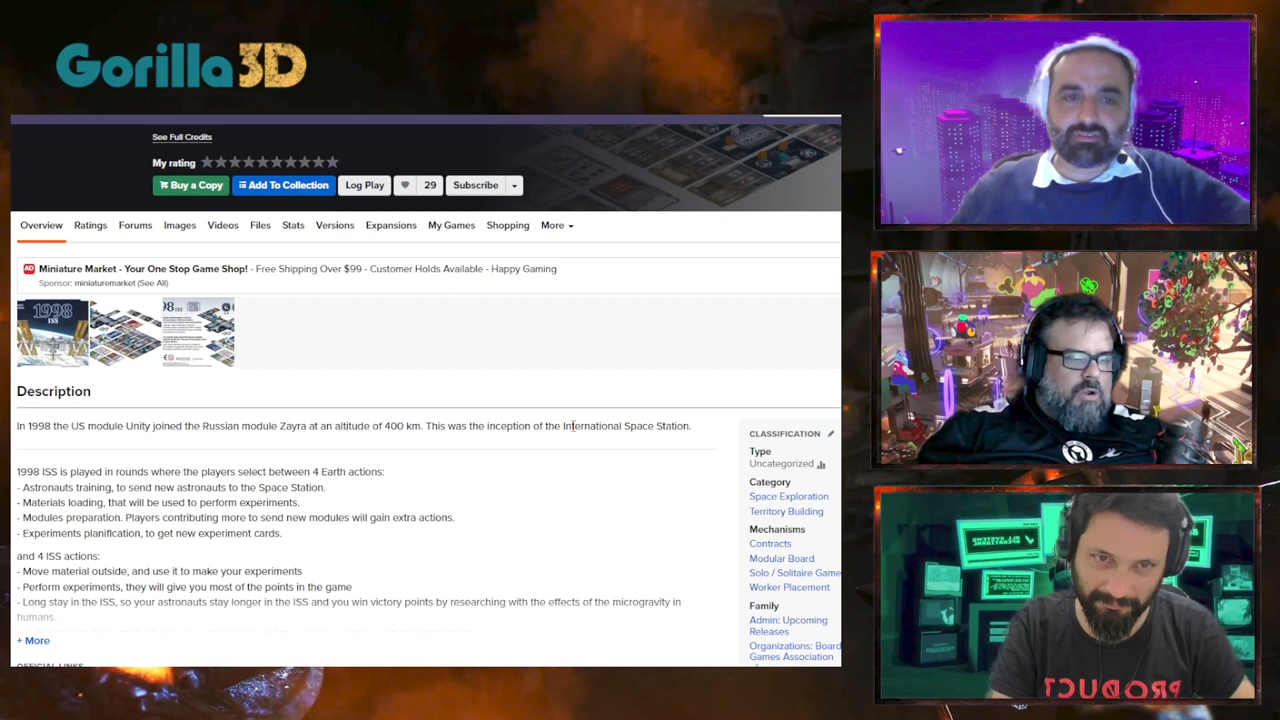 Gorilla3D
See Full Credits
My rating
Buy a Copy
Add To Collection
Log Play
29
Subscribe
Overview Ratings Forums Images Videos Files Stats Versions Expansions My Games Shopping More
AD Miniature Market - Your One Stop Game Shop! - Free Shipping Over $99 - Customer Holds Available - Happy Gaming
Sponsor: miniaturemarket (See All)
1998
ISS
98 ISS
Description
In 1998 the US module Unity joined the Russian module Zayra at an altitude of 400 km. This was the inception of the International Space Station.
1998 ISS is played in rounds where the players select between 4 Earth actions:
- Astronauts training, to send new astronauts to the Space Station.
- Materials loading, that will be used to perform experiments.
- Modules preparation. Players contributing more to send new modules will gain extra actions.
- Experiments planification, to get new experiment cards.
and 4 ISS actions:
- Move material outside, and use it to make your experiments
- Perform experiments, they will give you most of the points in the game
- Long stay in the ISS, so your astronauts stay longer in the ISS and you win victory points by researching with the effects of the microgravity in
humans.
+ More
OFFICIAL LINKS
CLASSIFICATION
Type
Uncategorized
Category
Space Exploration
Territory Building
Mechanisms
Contracts
Modular Board
Solo / Solitaire Game
Worker Placement
Family
Admin: Upcoming
Releases
Organizations: Board
Games Association
PRODUCT